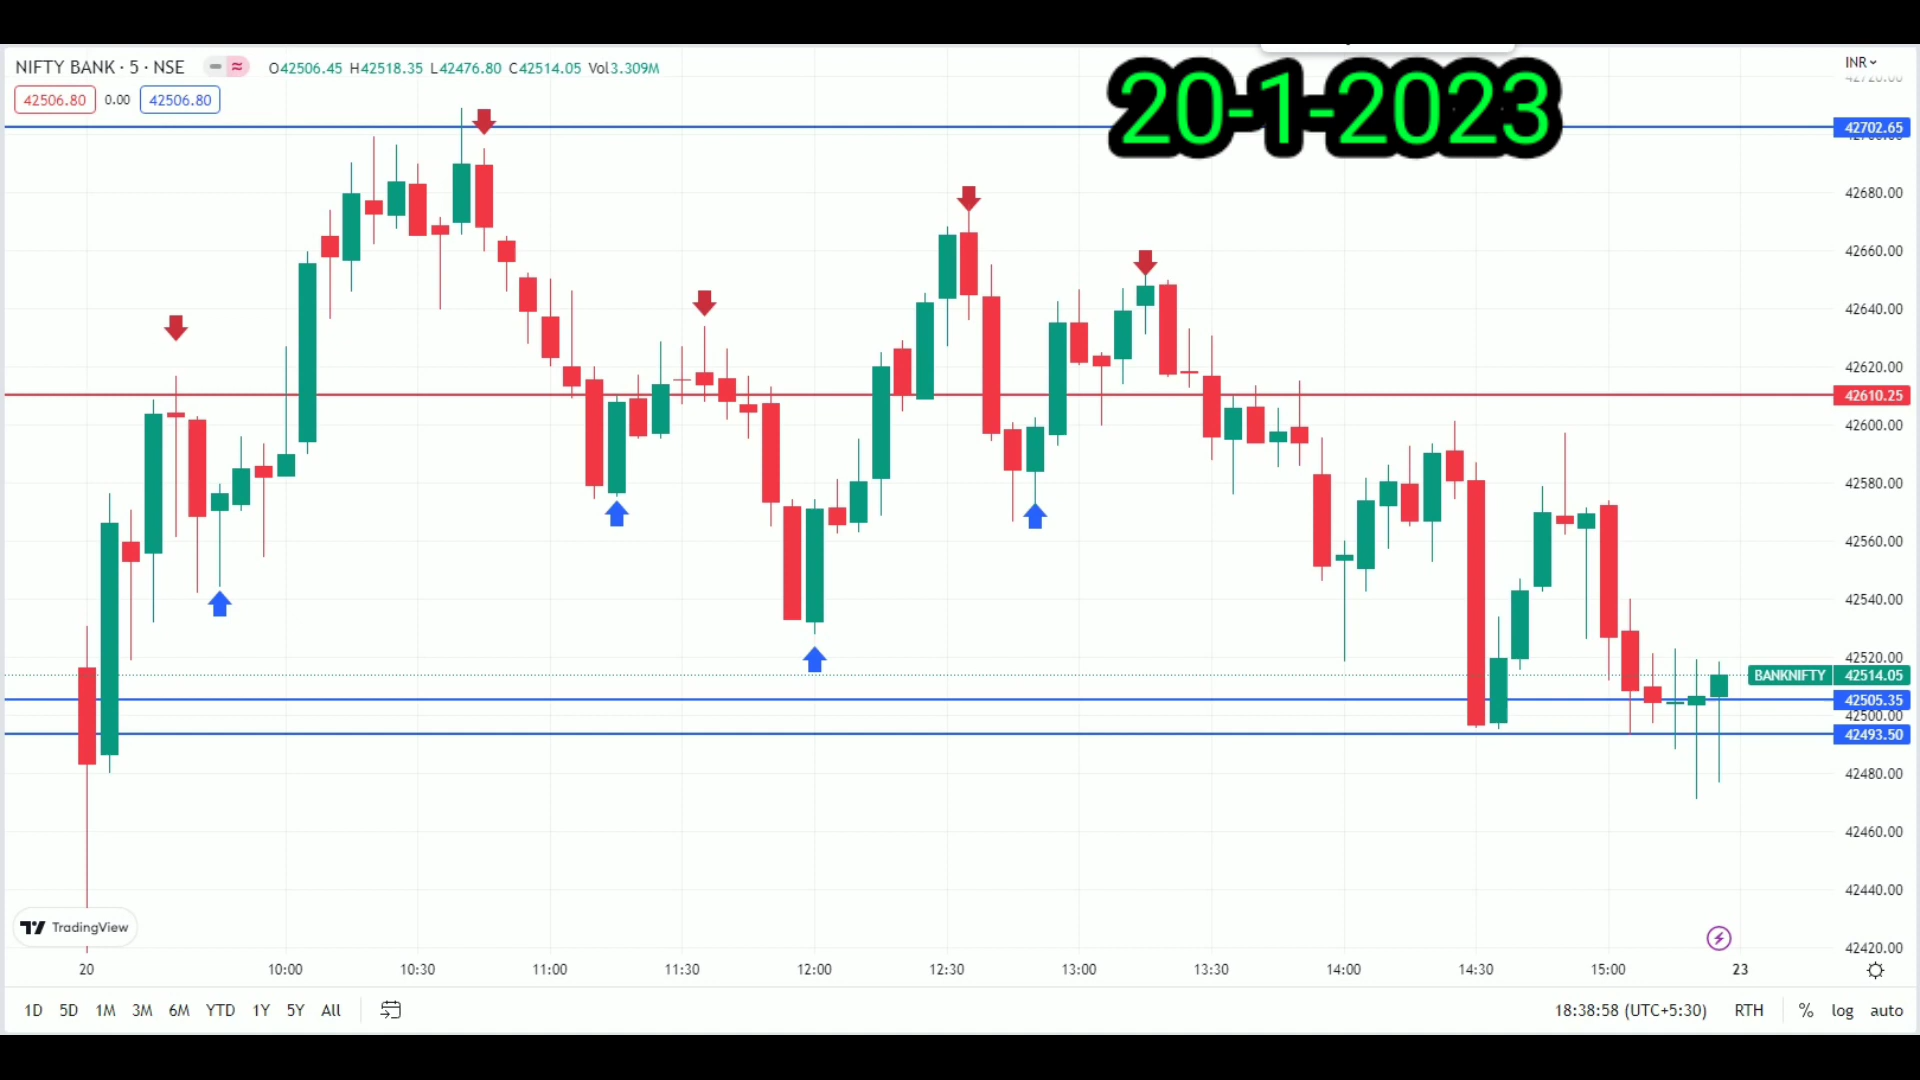 20-1-2023
NIFTY BANK · 5 · NSE
O42506.45 H42518.35 L42476.80 C42514.05 Vol3.309M
INR
42506.80 0.00 42506.80
42702.65
42680.00
42660.00
42640.00
42620.00
42610.25
42600.00
42580.00
42560.00
42540.00
42520.00
BANKNIFTY 42514.05
42505.35
42500.00
42493.50
42480.00
42460.00
42440.00
42420.00
TradingView
20 10:00 10:30 11:00 11:30 12:00 12:30 13:00 13:30 14:00 14:30 15:00 23
1D 5D 1M 3M 6M YTD 1Y 5Y All
18:38:58 (UTC+5:30) RTH % log auto